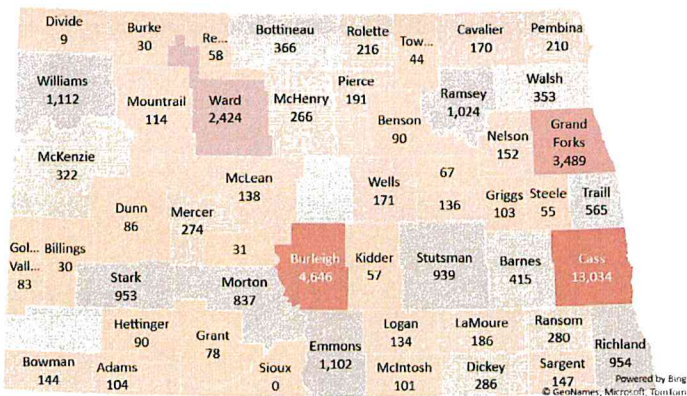 Divide
9
Burke
30
Re...
58
Bottineau
366
Rolette
216
Tow...
44
Cavalier
170
Pembina
210
Williams
1,112
Mountrail
114
Ward
2,424
McHenry
266
Pierce
191
Ramsey
1,024
Walsh
353
Benson
90
Nelson
152
Grand
Forks
3,489
McKenzie
322
McLean
138
Wells
171
67
136
Griggs
103
Steele
55
Traill
565
Dunn
86
Mercer
274
31
Gol...
Vall...
83
Billings
30
Stark
953
Morton
837
Burleigh
4,646
Kidder
57
Stutsman
939
Barnes
415
Cass
13,034
Hettinger
90
Grant
78
Emmons
1,102
Logan
134
LaMoure
186
Ransom
280
Richland
954
Bowman
144
Adams
104
Sioux
0
McIntosh
101
Dickey
286
Sargent
147
Powered by Bing
© GeoNames, Microsoft, TomTom